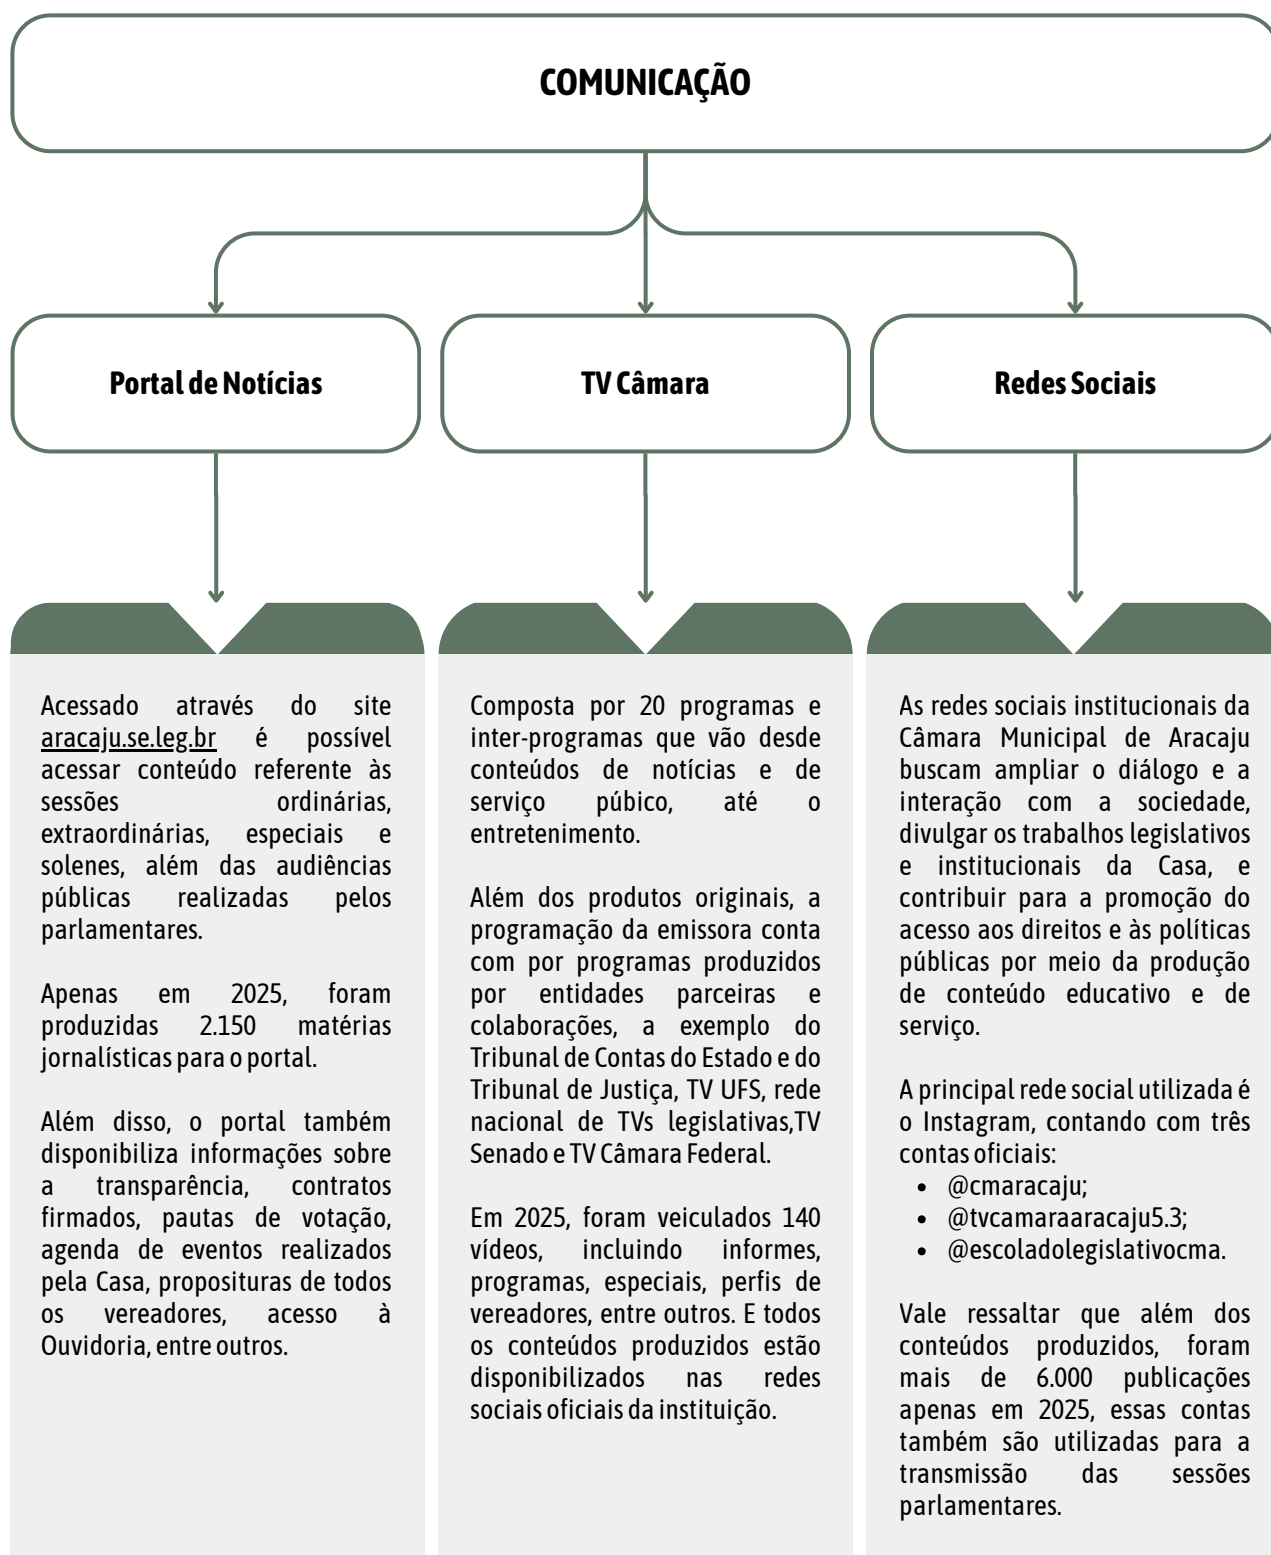 COMUNICAÇÃO
Portal de Notícias
TV Câmara
Redes Sociais
Acessado através do site
aracaju.se.leg.br é possível
acessar conteúdo referente às
sessões ordinárias,
extraordinárias, especiais e
solenes, além das audiências
públicas realizadas pelos
parlamentares.
Apenas em 2025, foram
produzidas 2.150 matérias
jornalísticas para o portal.
Além disso, o portal também
disponibiliza informações sobre
a transparência, contratos
firmados, pautas de votação,
agenda de eventos realizados
pela Casa, proposituras de todos
os vereadores, acesso à
Ouvidoria, entre outros.
Composta por 20 programas e
inter-programas que vão desde
conteúdos de notícias e de
serviço púbico, até o
entretenimento.
Além dos produtos originais, a
programação da emissora conta
com por programas produzidos
por entidades parceiras e
colaborações, a exemplo do
Tribunal de Contas do Estado e do
Tribunal de Justiça, TV UFS, rede
nacional de TVs legislativas,TV
Senado e TV Câmara Federal.
Em 2025, foram veiculados 140
vídeos, incluindo informes,
programas, especiais, perfis de
vereadores, entre outros. E todos
os conteúdos produzidos estão
disponibilizados nas redes
sociais oficiais da instituição.
As redes sociais institucionais da
Câmara Municipal de Aracaju
buscam ampliar o diálogo e a
interação com a sociedade,
divulgar os trabalhos legislativos
e institucionais da Casa, e
contribuir para a promoção do
acesso aos direitos e às políticas
públicas por meio da produção
de conteúdo educativo e de
serviço.
A principal rede social utilizada é
o Instagram, contando com três
contas oficiais:
• @cmaracaju;
• @tvcamaraaracaju5.3;
• @escoladolegislativocma.
Vale ressaltar que além dos
conteúdos produzidos, foram
mais de 6.000 publicações
apenas em 2025, essas contas
também são utilizadas para a
transmissão das sessões
parlamentares.